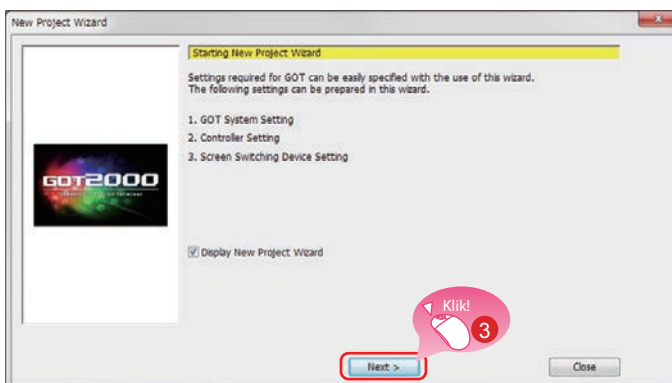 New Project Wizard
Starting New Project Wizard
Settings required for GOT can be easily specified with the use of this wizard.
The following settings can be prepared in this wizard.
1. GOT System Setting
2. Controller Setting
3. Screen Switching Device Setting
GOT2000
Display New Project Wizard
Klik!
3
Next >
Close